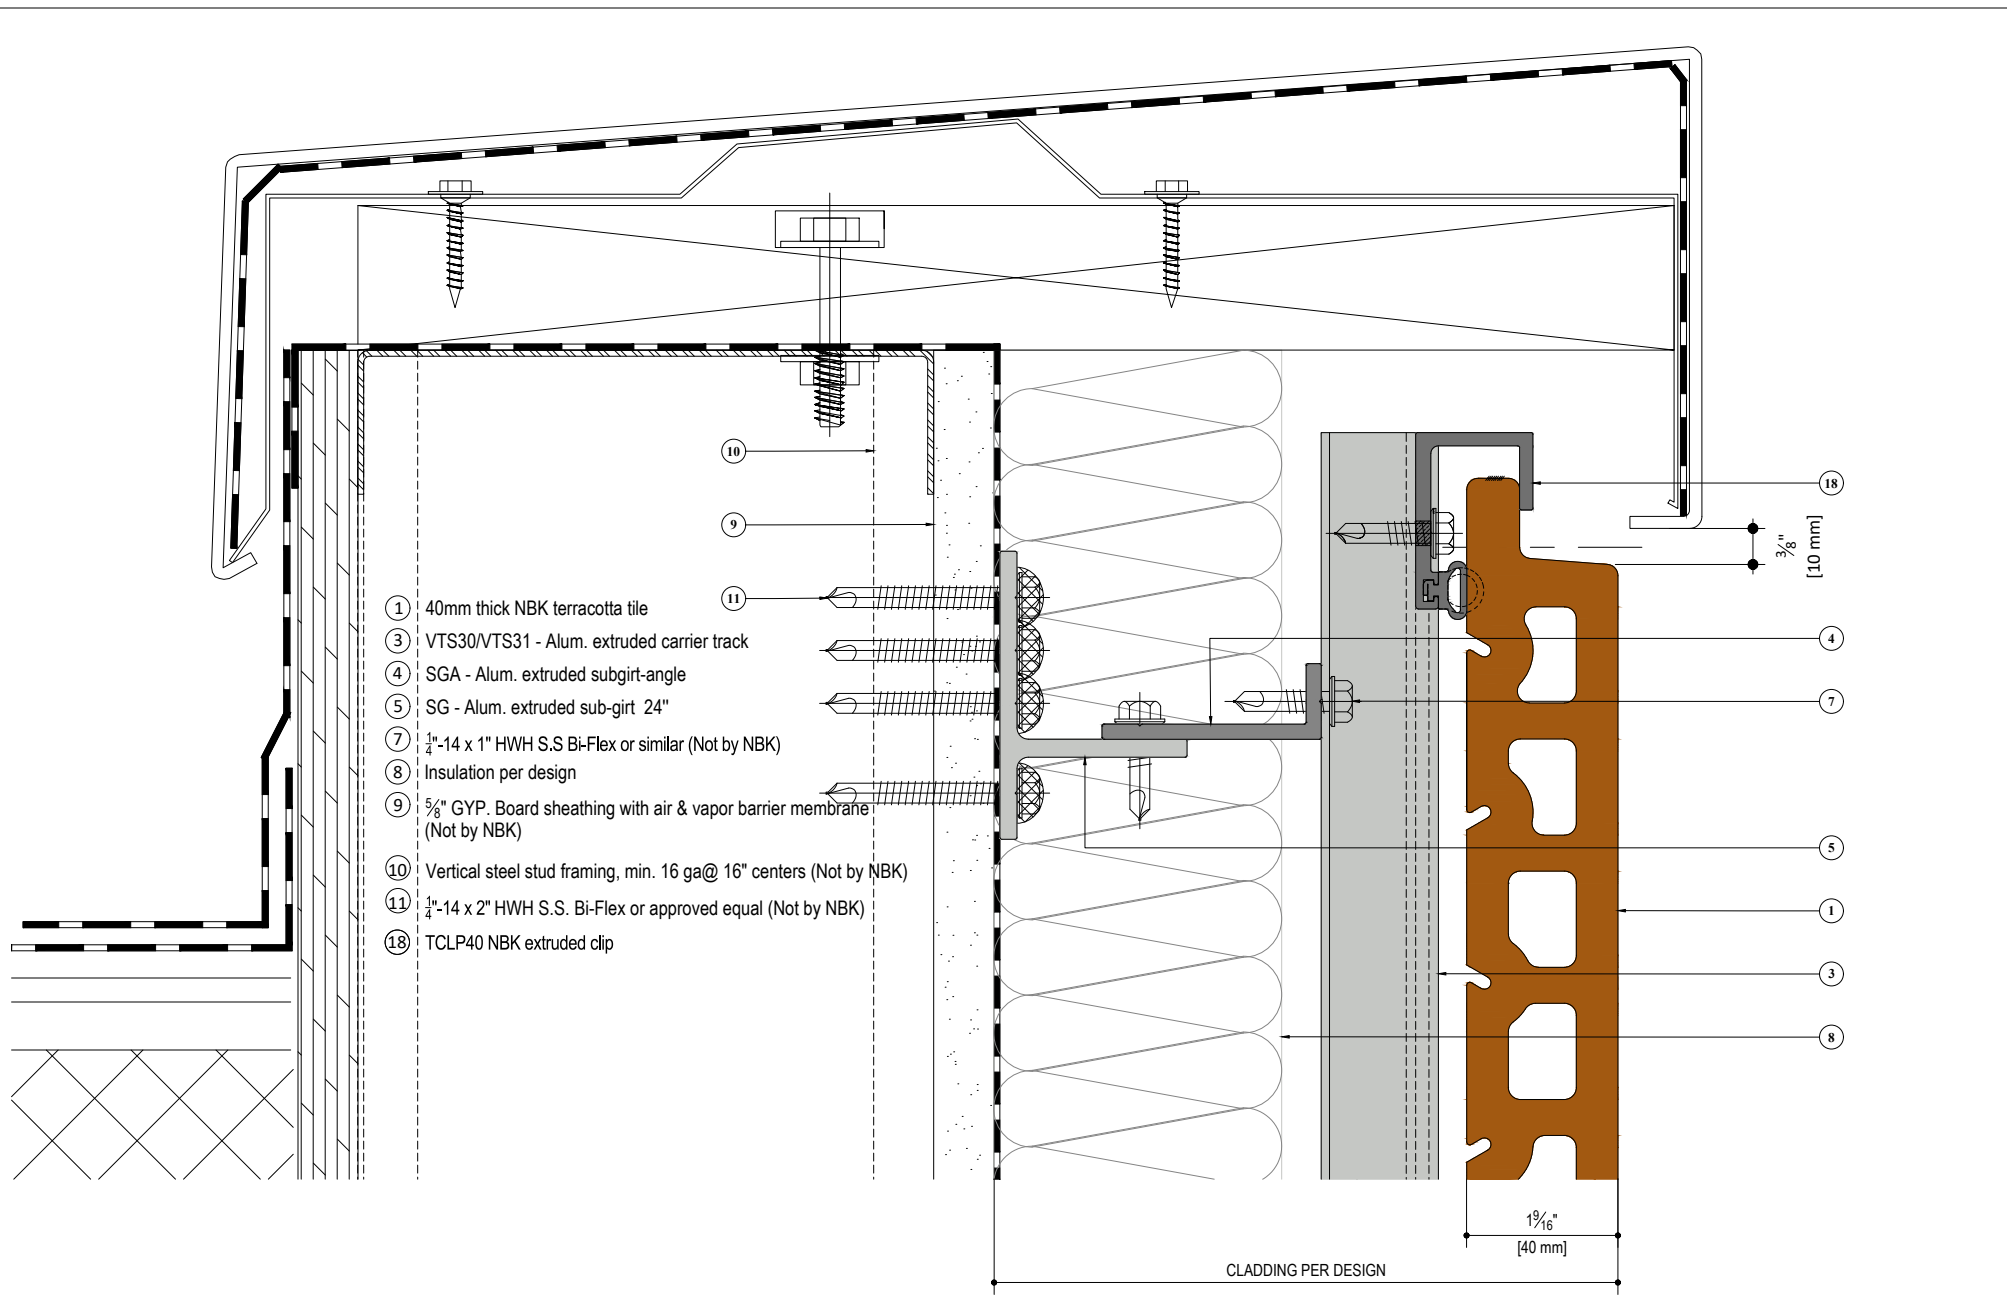 10
9
11
① 40mm thick NBK terracotta tile
③ VTS30/VTS31 - Alum. extruded carrier track
④ SGA - Alum. extruded subgirt-angle
⑤ SG - Alum. extruded sub-girt 24"
⑦ 1/4"-14 x 1" HWH S.S Bi-Flex or similar (Not by NBK)
⑧ Insulation per design
⑨ 5/8" GYP. Board sheathing with air & vapor barrier membrane
(Not by NBK)
⑩ Vertical steel stud framing, min. 16 ga@ 16" centers (Not by NBK)
⑪ 1/4"-14 x 2" HWH S.S. Bi-Flex or approved equal (Not by NBK)
⑱ TCLP40 NBK extruded clip
18
3/8"
[10 mm]
4
7
5
1
3
8
1 9/16"
[40 mm]
CLADDING PER DESIGN